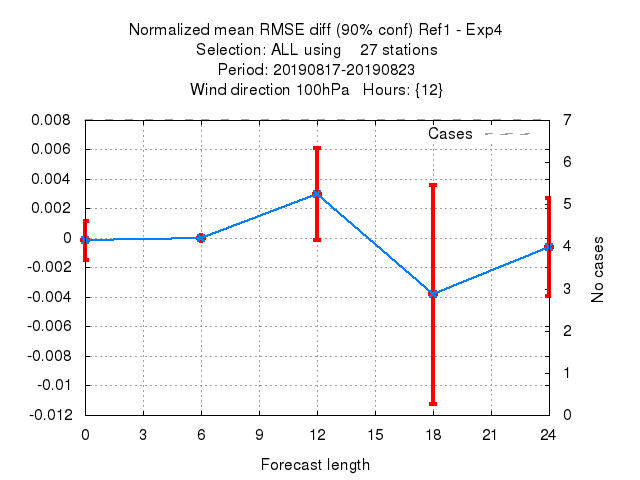 Normalized mean RMSE diff (90% conf) Ref1 - Exp4
Selection: ALL using    27 stations
Period: 20190817-20190823
Wind direction 100hPa   Hours: {12}
Cases
0.008
0.006
0.004
0.002
0
-0.002
-0.004
-0.006
-0.008
-0.01
-0.012
7
6
5
4
3
2
1
0
No cases
0 3 6 9 12 15 18 21 24
Forecast length